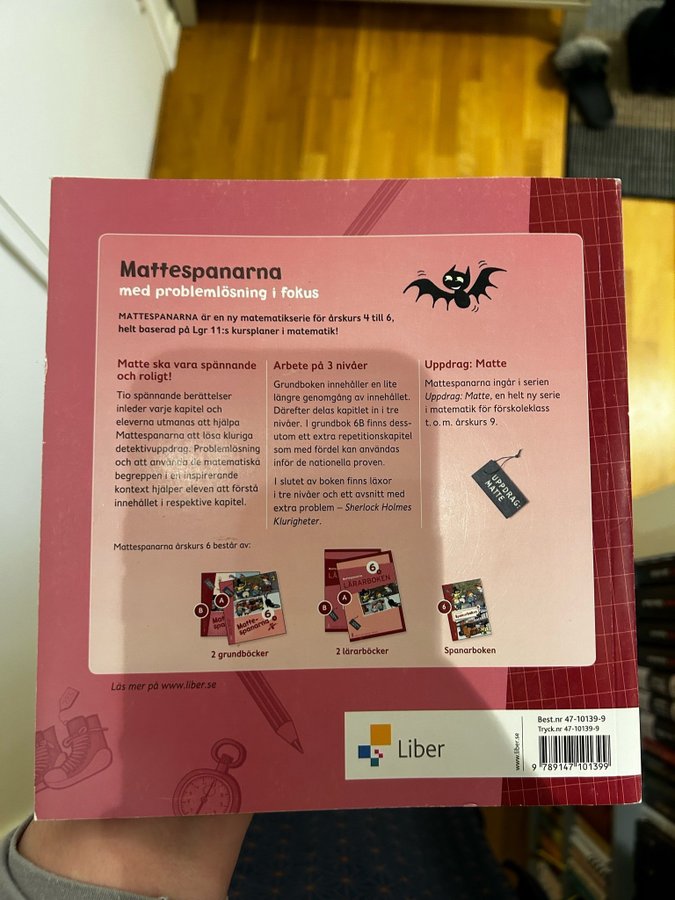 Mattespanarna
med problemlösning i fokus
MATTESPANARNA är en ny matematikserie för årskurs 4 till 6,
helt baserad på Lgr 11:s kursplaner i matematik!
Matte ska vara spännande
och roligt!
Tio spännande berättelser
inleder varje kapitel och
eleverna utmanas att hjälpa
Mattespanarna att lösa kluriga
detektivuppdrag. Problemlösning
och att använda de matematiska
begreppen i en inspirerande
kontext hjälper eleven att förstå
innehållet i respektive kapitel.
Arbete på 3 nivåer
Grundboken innehåller en lite
längre genomgång av innehållet.
Därefter delas kapitlet in i tre
nivåer. I grundbok 6B finns dess-
utom ett extra repetitionskapitel
som med fördel kan användas
inför de nationella proven.
I slutet av boken finns läxor
i tre nivåer och ett avsnitt med
extra problem – Sherlock Holmes
Klurigheter.
Uppdrag: Matte
Mattespanarna ingår i serien
Uppdrag: Matte, en helt ny serie
i matematik för förskoleklass
t. o. m. årskurs 9.
UPPDRAG:
MATTE
Mattespanarna årskurs 6 består av:
B
A
6
Matte-
spanarna
2 grundböcker
B
A
6
LÄRARBOKEN
2 lärarböcker
6
Spanarboken
Läs mer på www.liber.se
Liber
www.liber.se
Best.nr 47-10139-9
Tryck.nr 47-10139-9
9 789147 101399